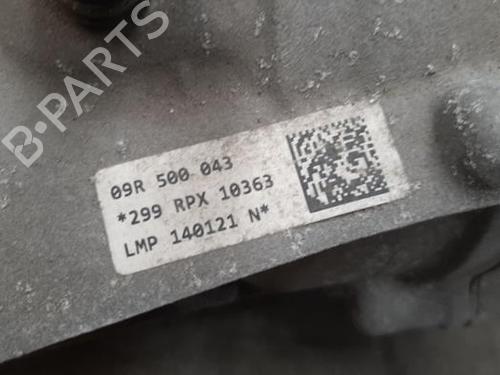 B-PARTS
09R 500 043
*299 RPX 10363
LMP 140121 N*